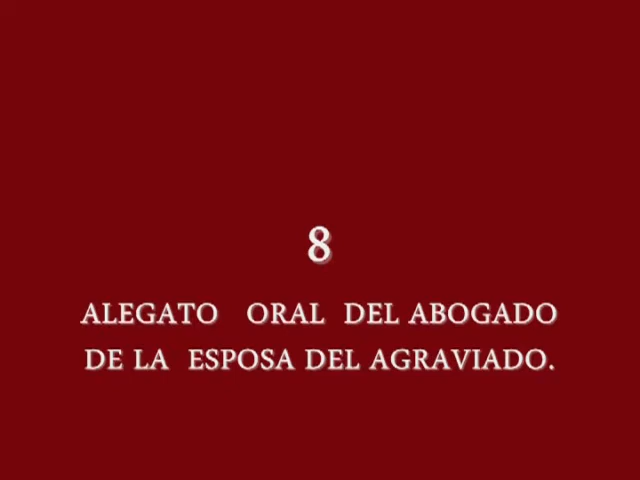 8
ALEGATO ORAL DEL ABOGADO
DE LA ESPOSA DEL AGRAVIADO.